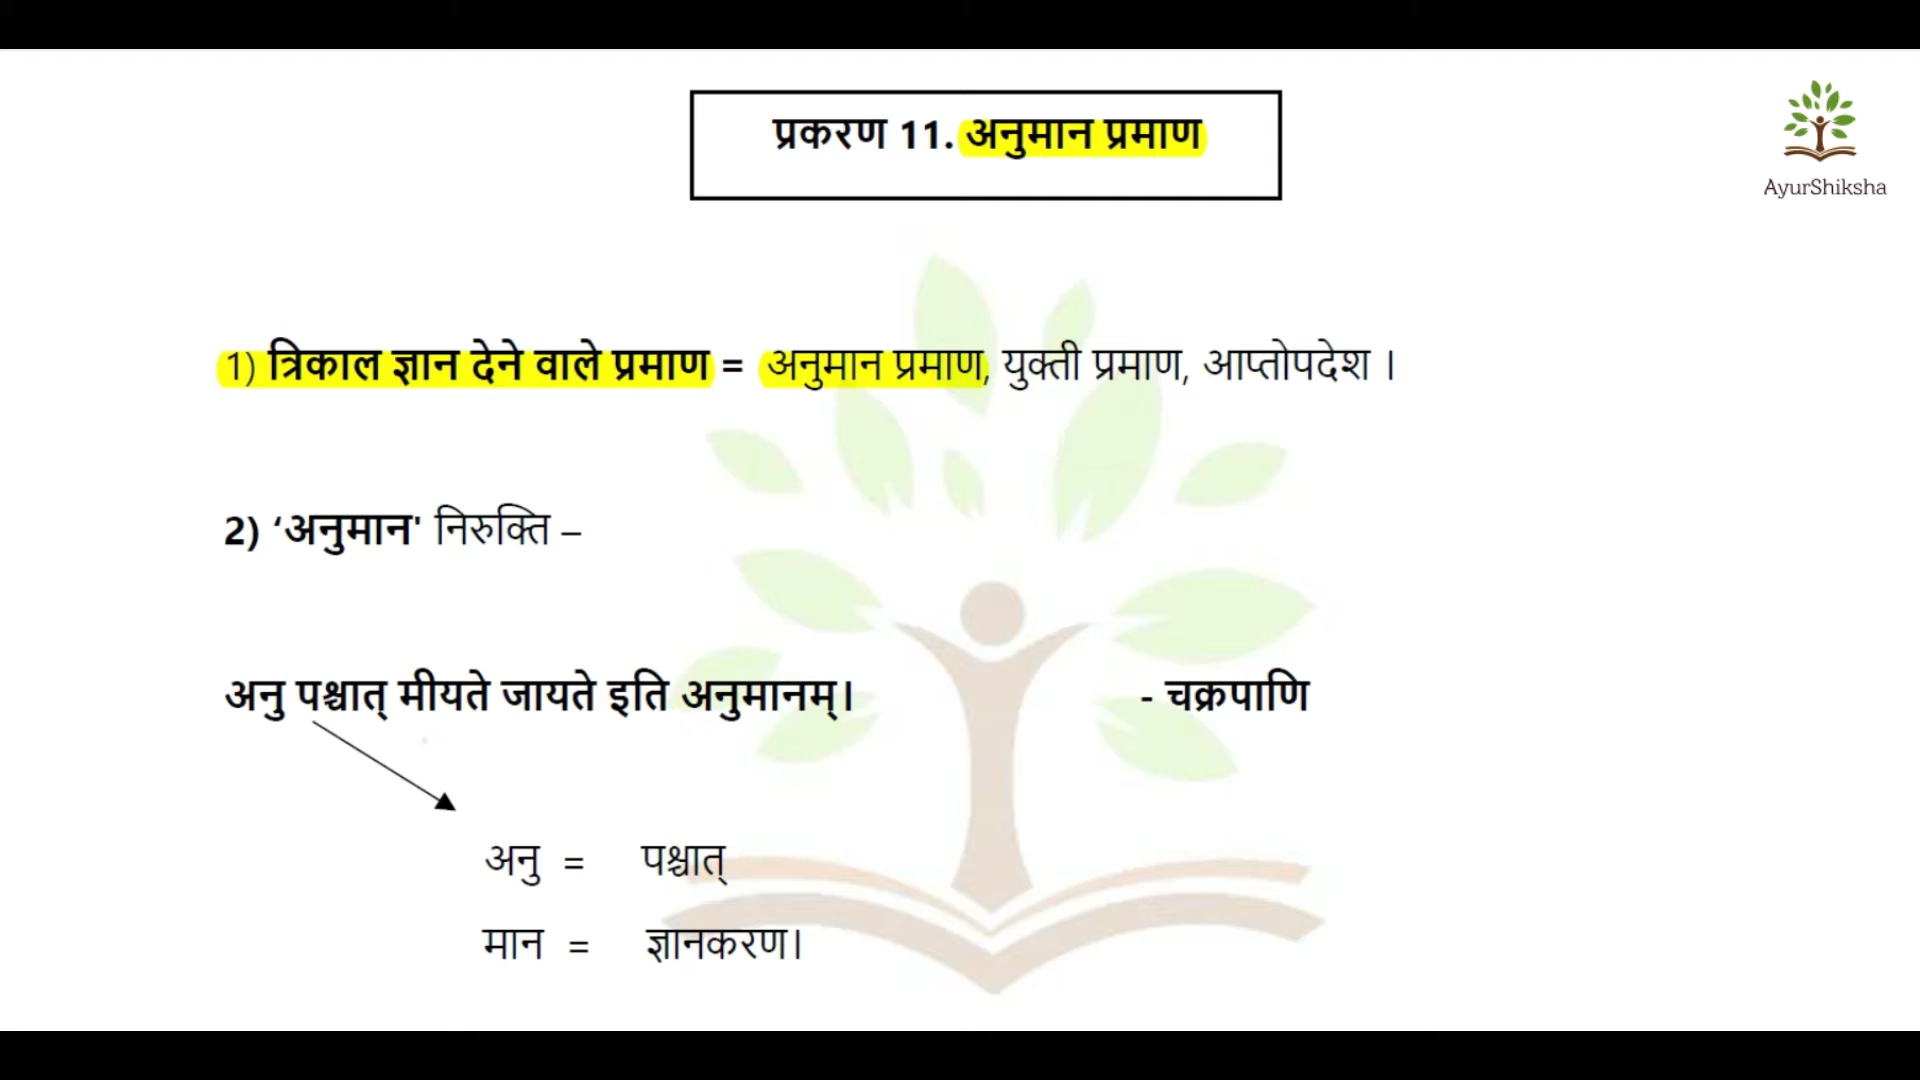 प्रकरण 11. अनुमान प्रमाण
AyurShiksha
1) त्रिकाल ज्ञान देने वाले प्रमाण = अनुमान प्रमाण, युक्ती प्रमाण, आप्तोपदेश ।
2) ‘अनुमान' निरुक्ति –
अनु पश्चात् मीयते जायते इति अनुमानम्। - चक्रपाणि
अनु = पश्चात्
मान = ज्ञानकरण।